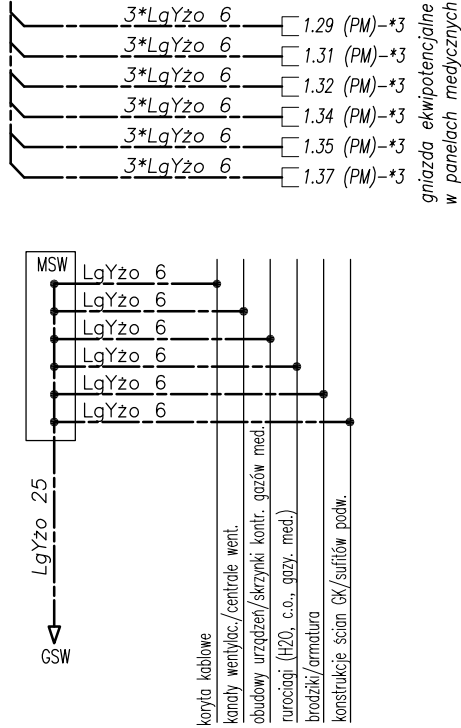 3*LgYżo 6
1.29 (PM)-*3
3*LgYżo 6
1.31 (PM)-*3
3*LgYżo 6
1.32 (PM)-*3
3*LgYżo 6
1.34 (PM)-*3
3*LgYżo 6
1.35 (PM)-*3
3*LgYżo 6
1.37 (PM)-*3
gniazda ekwipotencjalne
w panelach medycznych
MSW
LgYżo 6
LgYżo 6
LgYżo 6
LgYżo 6
LgYżo 6
LgYżo 6
LgYżo 25
GSW
koryta kablowe
kanały wentylac./centrale went.
obudowy urządzeń/skrzynki kontr. gazów med.
rurociągi (H2O, c.o., gazy. med.)
brodziki/armatura
konstrukcje ścian GK/sufitów podw.